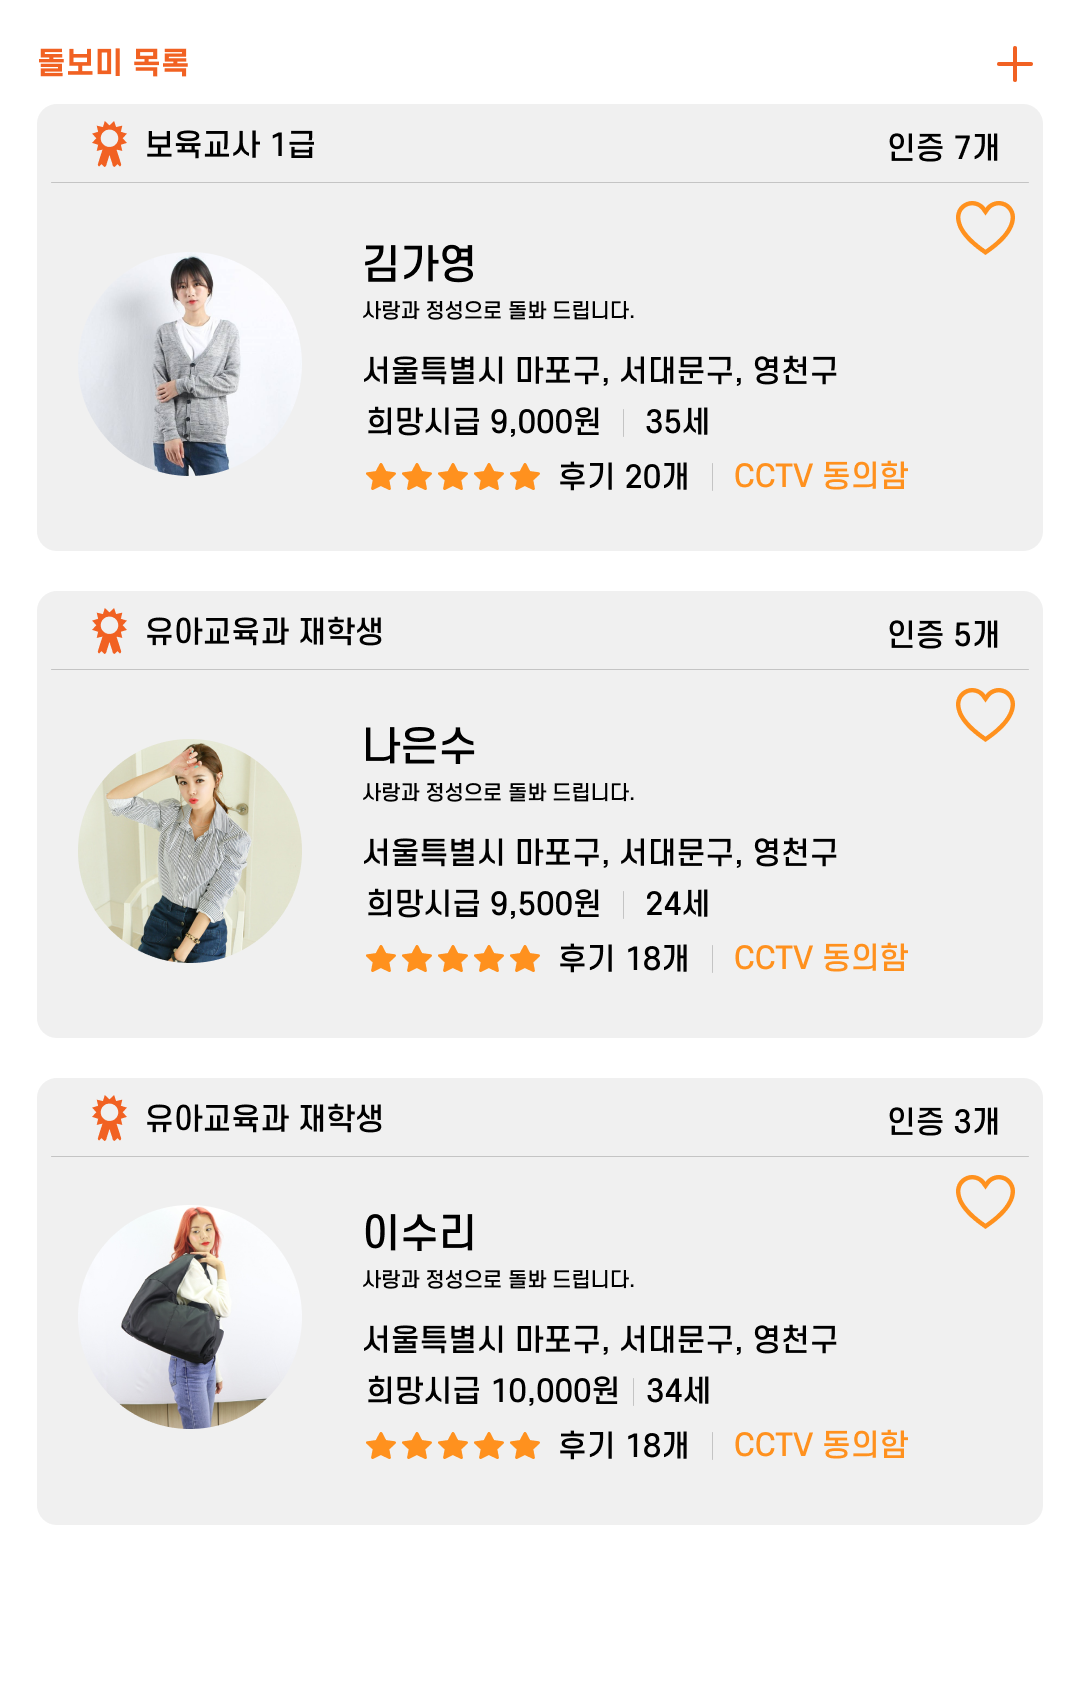 돌보미 목록
보육교사 1급 인증 7개
김가영
사랑과 정성으로 돌봐 드립니다.
서울특별시 마포구, 서대문구, 영천구
희망시급 9,000원 35세
후기 20개 CCTV 동의함
유아교육과 재학생 인증 5개
나은수
사랑과 정성으로 돌봐 드립니다.
서울특별시 마포구, 서대문구, 영천구
희망시급 9,500원 24세
후기 18개 CCTV 동의함
유아교육과 재학생 인증 3개
이수리
사랑과 정성으로 돌봐 드립니다.
서울특별시 마포구, 서대문구, 영천구
희망시급 10,000원 34세
후기 18개 CCTV 동의함